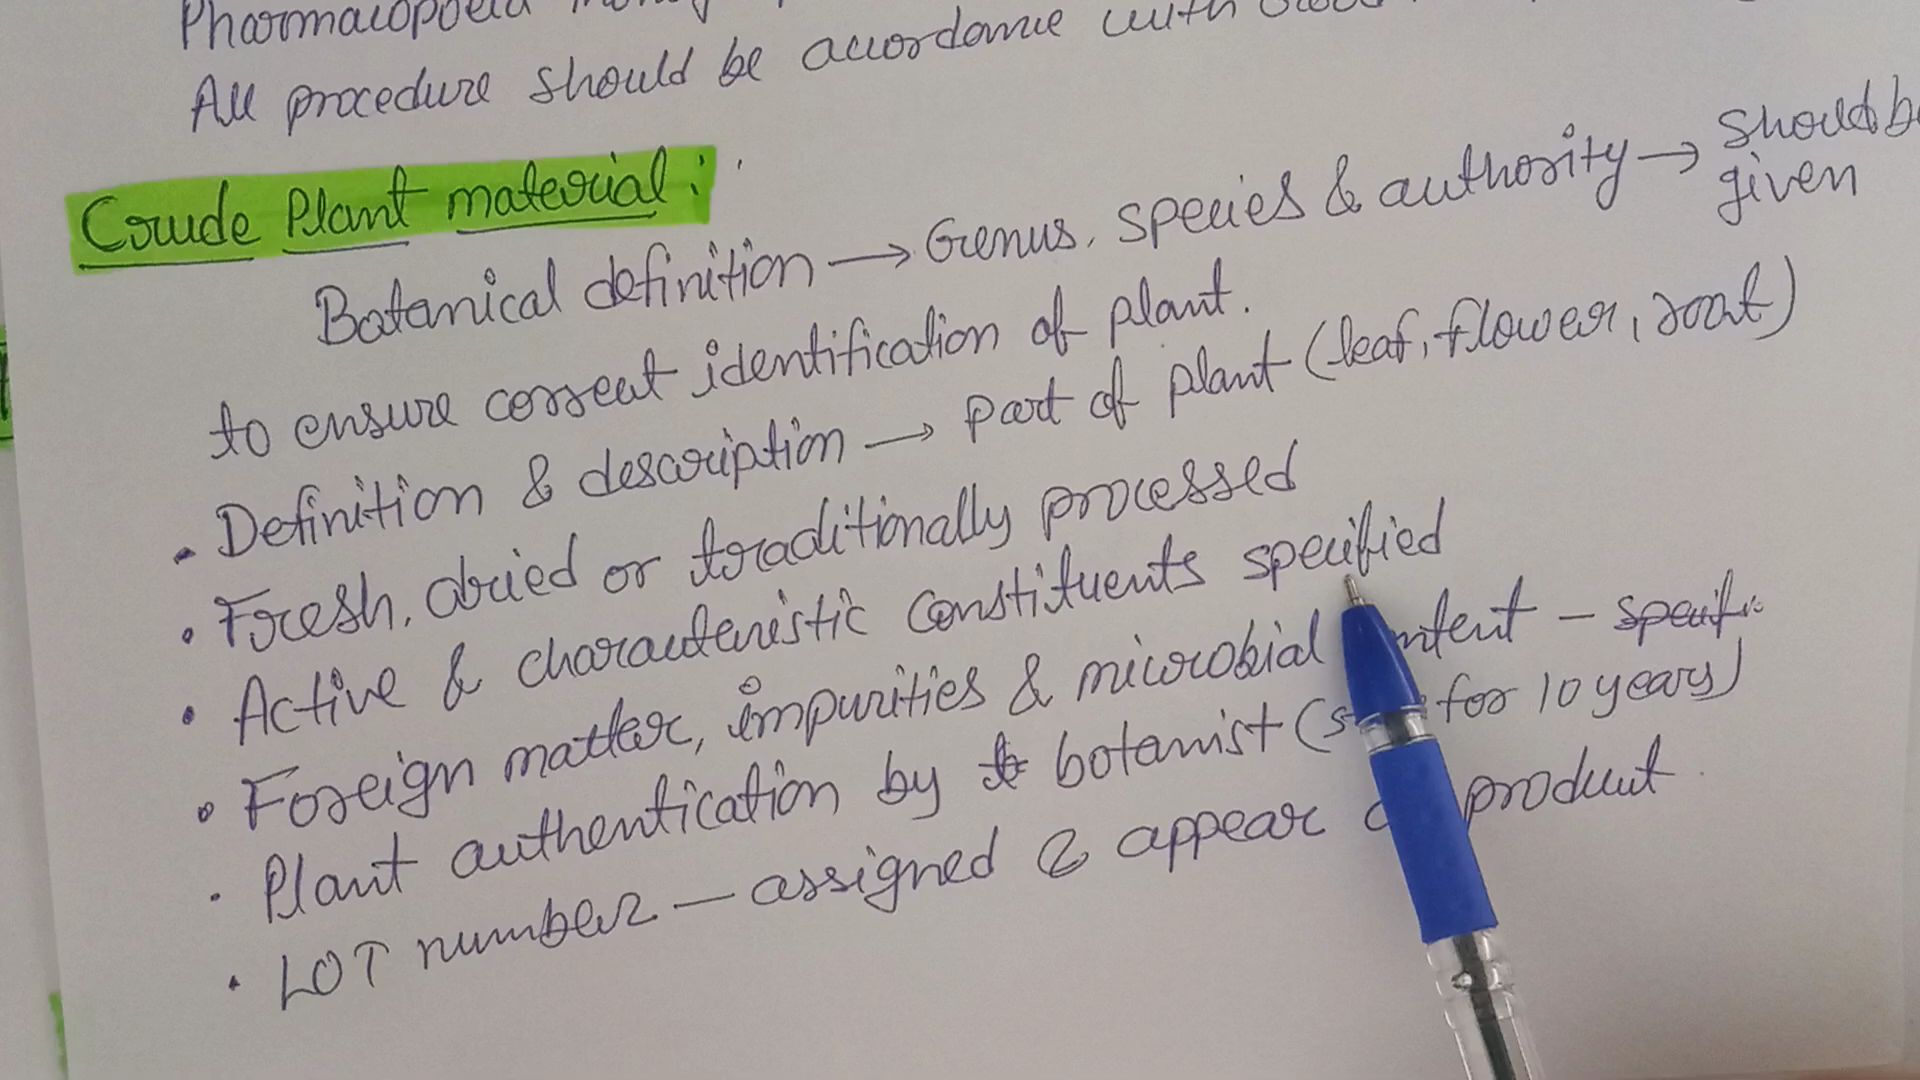 Pharmacopoeia
All procedure should be accordance with
Crude Plant material :
Botanical definition → Genus, species & authority → should be given
to ensure correct identification of plant.
• Definition & description → part of plant (leaf, flower, root)
• Fresh, dried or traditionally processed
• Active & characteristic constituents specified
• Foreign matter, impurities & microbial
• Plant authentication by botanist ( for 10 years)
• LOT number — assigned & appear product